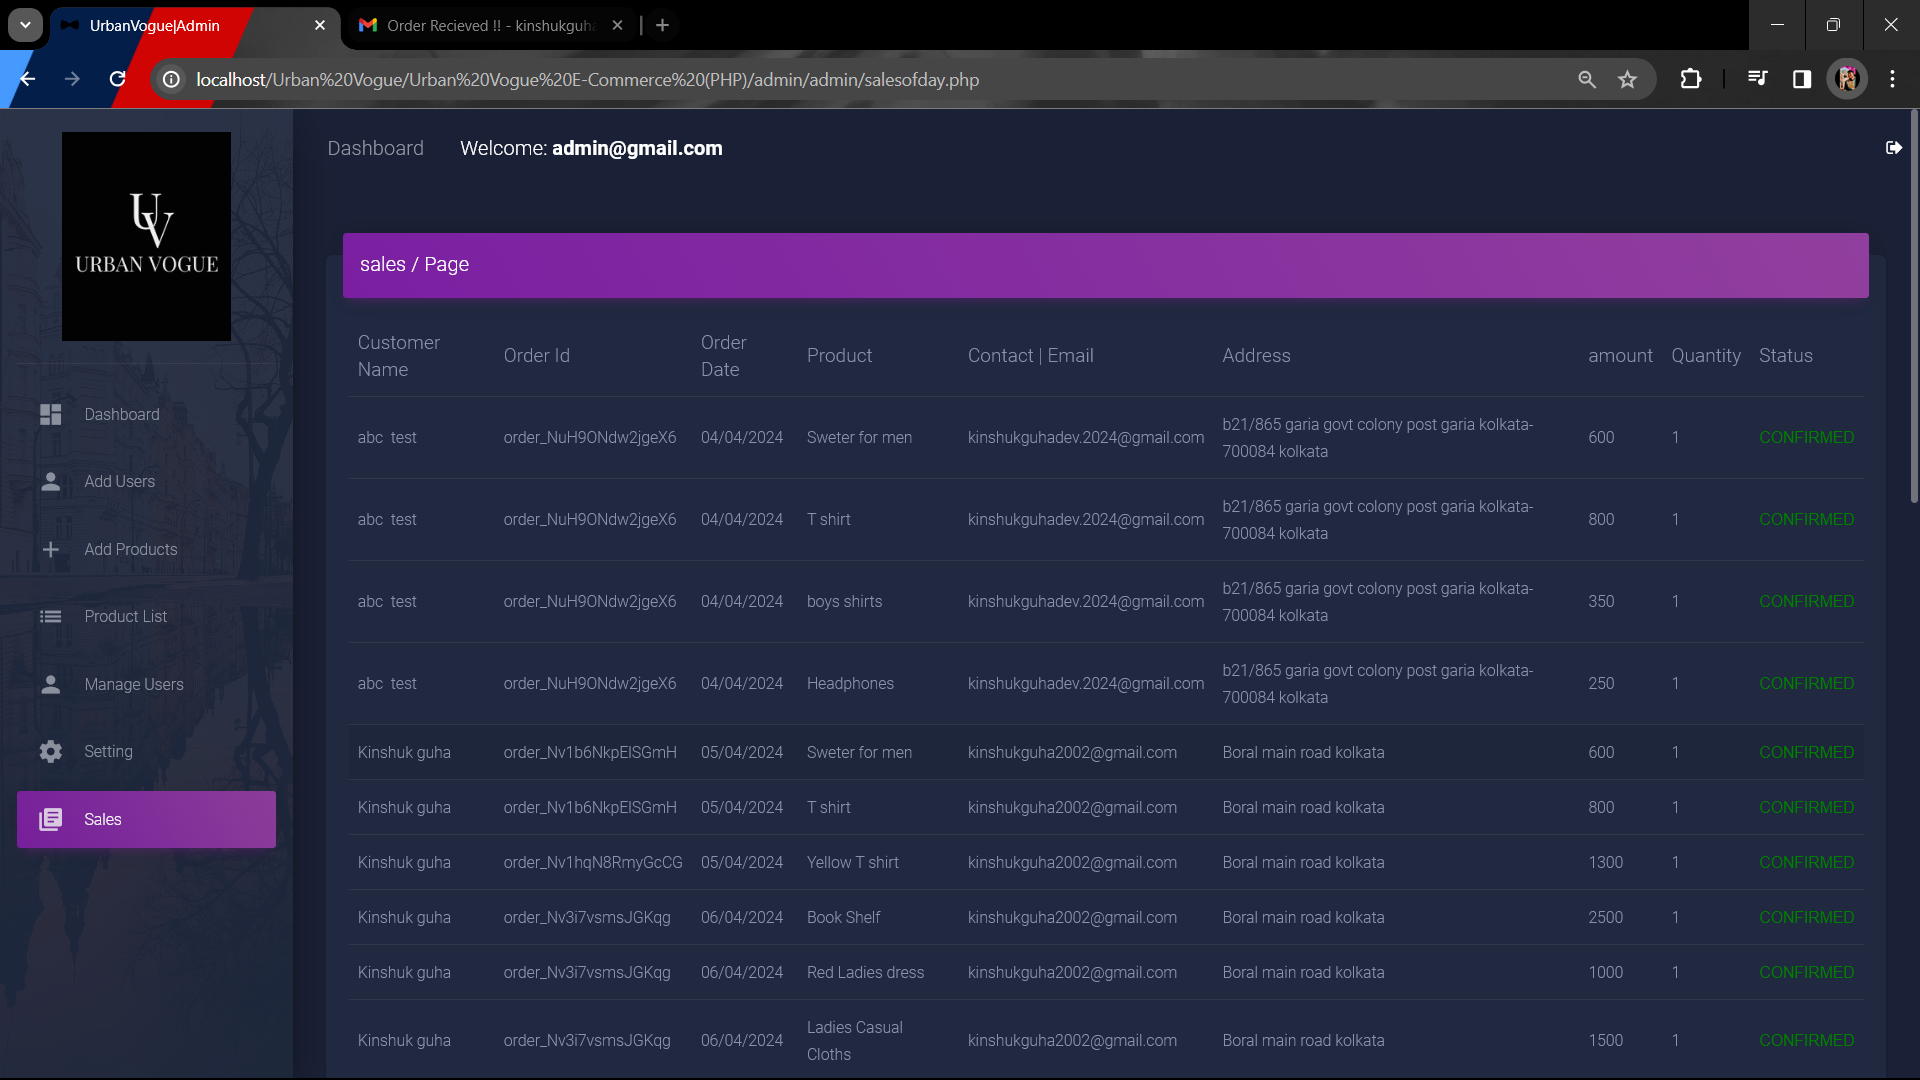 UrbanVogue|Admin
Order Recieved !! - kinshukguh
localhost/Urban%20Vogue/Urban%20Vogue%20E-Commerce%20(PHP)/admin/admin/salesofday.php
UV
URBAN VOGUE
Dashboard
Add Users
Add Products
Product List
Manage Users
Setting
Sales
Dashboard Welcome: admin@gmail.com
sales / Page
Customer Name Order Id Order Date Product Contact | Email Address amount Quantity Status
abc test order_NuH9ONdw2jgeX6 04/04/2024 Sweter for men kinshukguhadev.2024@gmail.com b21/865 garia govt colony post garia kolkata-700084 kolkata 600 1 CONFIRMED
abc test order_NuH9ONdw2jgeX6 04/04/2024 T shirt kinshukguhadev.2024@gmail.com b21/865 garia govt colony post garia kolkata-700084 kolkata 800 1 CONFIRMED
abc test order_NuH9ONdw2jgeX6 04/04/2024 boys shirts kinshukguhadev.2024@gmail.com b21/865 garia govt colony post garia kolkata-700084 kolkata 350 1 CONFIRMED
abc test order_NuH9ONdw2jgeX6 04/04/2024 Headphones kinshukguhadev.2024@gmail.com b21/865 garia govt colony post garia kolkata-700084 kolkata 250 1 CONFIRMED
Kinshuk guha order_Nv1b6NkpElSGmH 05/04/2024 Sweter for men kinshukguha2002@gmail.com Boral main road kolkata 600 1 CONFIRMED
Kinshuk guha order_Nv1b6NkpElSGmH 05/04/2024 T shirt kinshukguha2002@gmail.com Boral main road kolkata 800 1 CONFIRMED
Kinshuk guha order_Nv1hqN8RmyGcCG 05/04/2024 Yellow T shirt kinshukguha2002@gmail.com Boral main road kolkata 1300 1 CONFIRMED
Kinshuk guha order_Nv3i7vsmsJGKqg 06/04/2024 Book Shelf kinshukguha2002@gmail.com Boral main road kolkata 2500 1 CONFIRMED
Kinshuk guha order_Nv3i7vsmsJGKqg 06/04/2024 Red Ladies dress kinshukguha2002@gmail.com Boral main road kolkata 1000 1 CONFIRMED
Kinshuk guha order_Nv3i7vsmsJGKqg 06/04/2024 Ladies Casual Cloths kinshukguha2002@gmail.com Boral main road kolkata 1500 1 CONFIRMED